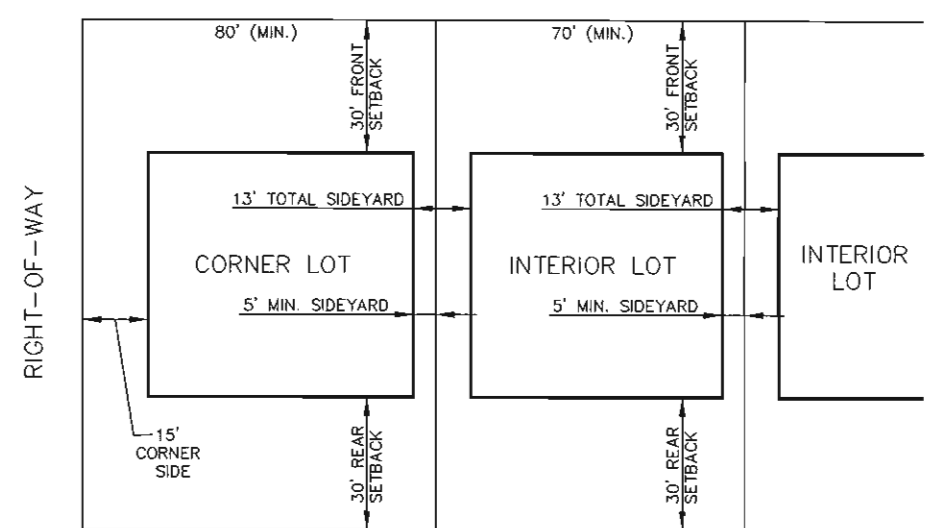 80' (MIN.)
70' (MIN.)
30' FRONT
SETBACK
30' FRONT
SETBACK
13' TOTAL SIDEYARD
13' TOTAL SIDEYARD
RIGHT-OF-WAY
CORNER LOT
INTERIOR LOT
INTERIOR
LOT
5' MIN. SIDEYARD
5' MIN. SIDEYARD
15'
CORNER
SIDE
30' REAR
SETBACK
30' REAR
SETBACK